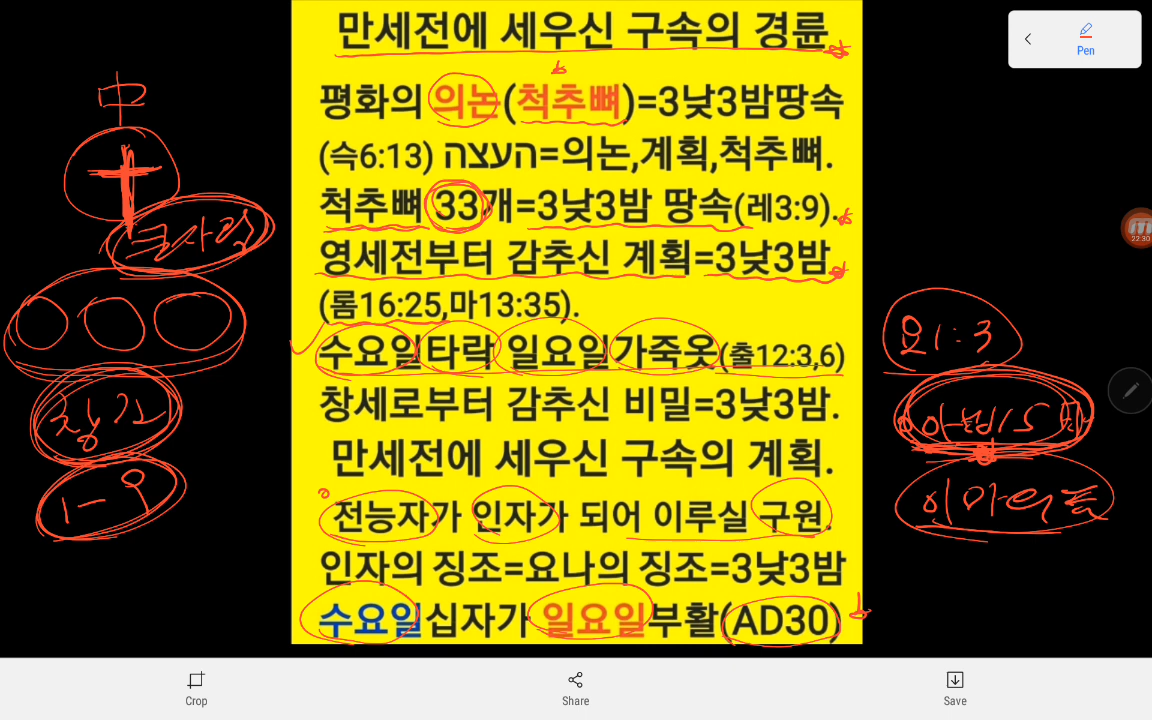 만세전에 세우신 구속의 경륜
평화의 의논(척추뼈)=3낮3밤땅속
(슥6:13) העצה=의논,계획,척추뼈.
척추뼈 33개=3낮3밤 땅속(레3:9).
영세전부터 감추신 계획=3낮3밤
(롬16:25,마13:35).
수요일타락 일요일가죽옷(출12:3,6)
창세로부터 감추신 비밀=3낮3밤.
만세전에 세우신 구속의 계획.
전능자가 인자가 되어 이루실 구원.
인자의 징조=요나의 징조=3낮3밤
수요일십자가 일요일부활(AD30)
中
요1:3
Pen
22:30
Crop
Share
Save